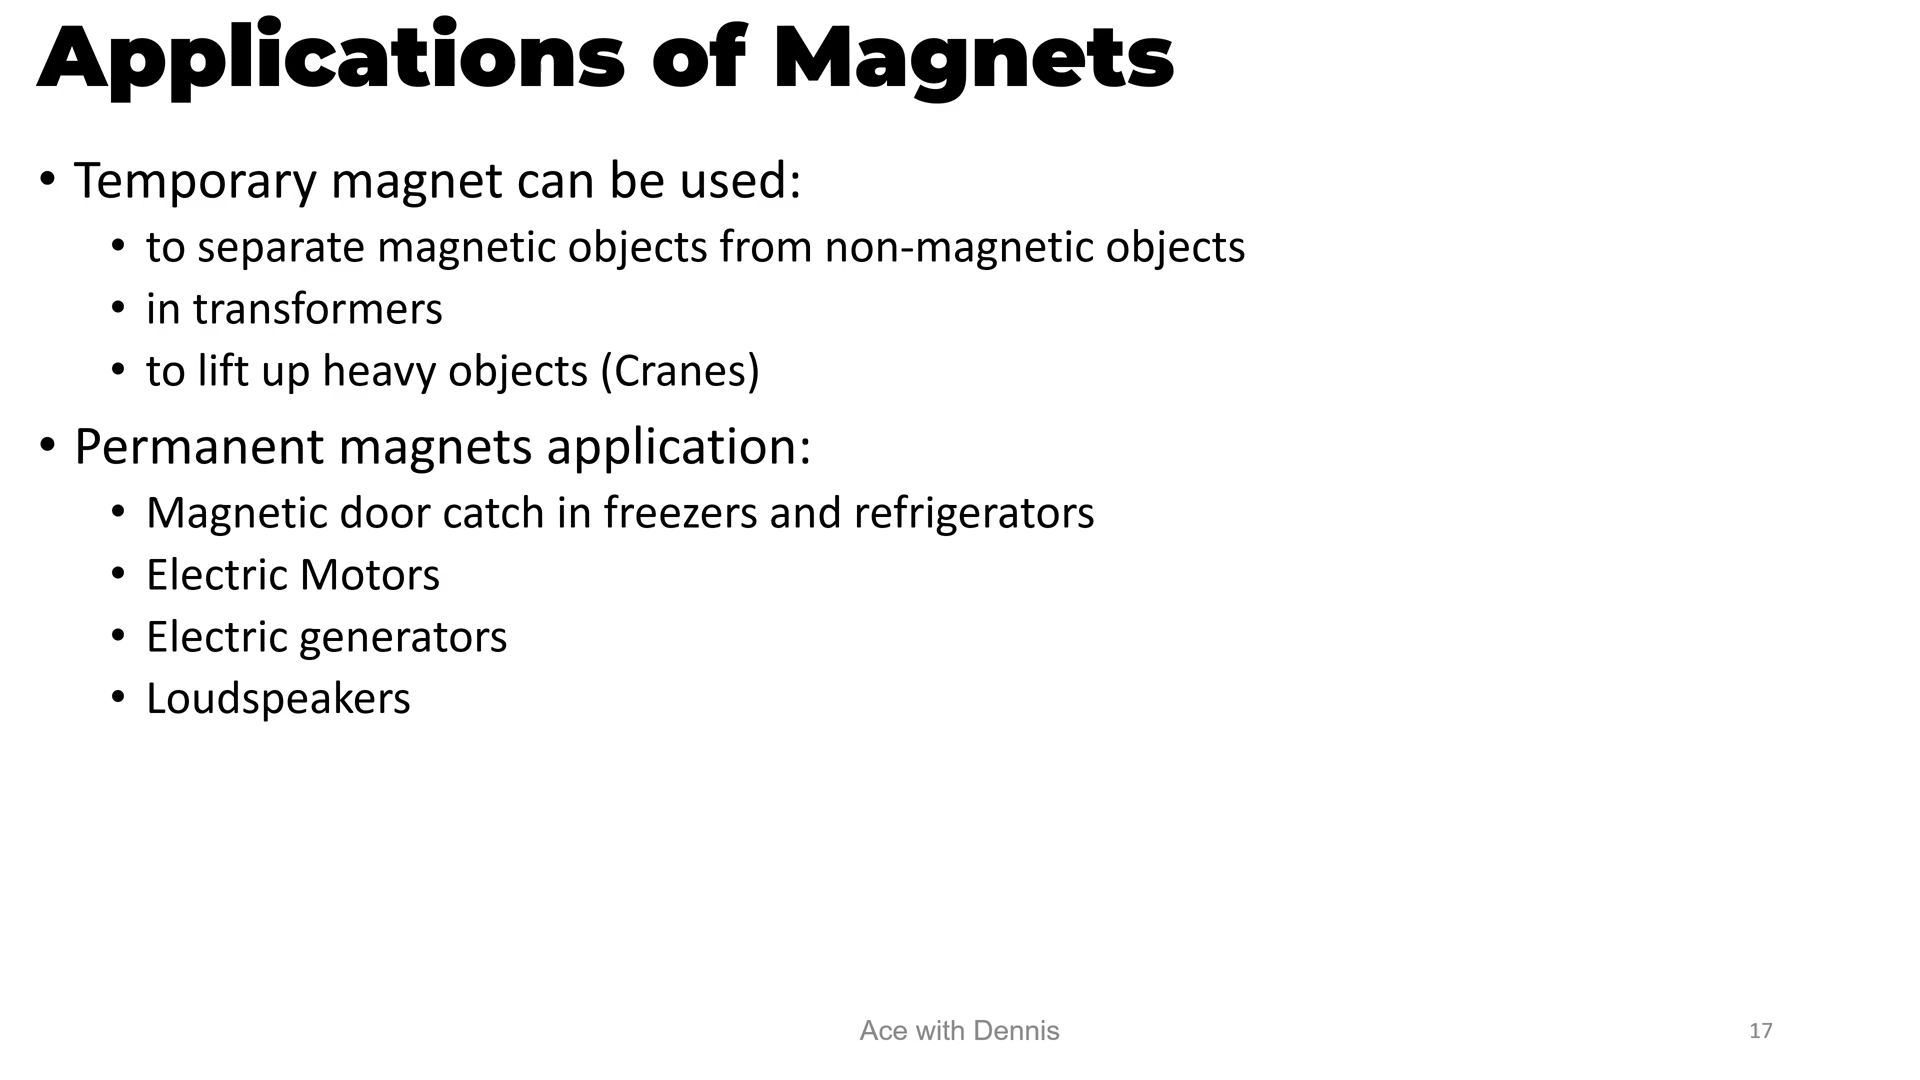 Applications of Magnets
• Temporary magnet can be used:
• to separate magnetic objects from non-magnetic objects
• in transformers
• to lift up heavy objects (Cranes)
• Permanent magnets application:
• Magnetic door catch in freezers and refrigerators
• Electric Motors
• Electric generators
• Loudspeakers
Ace with Dennis
17